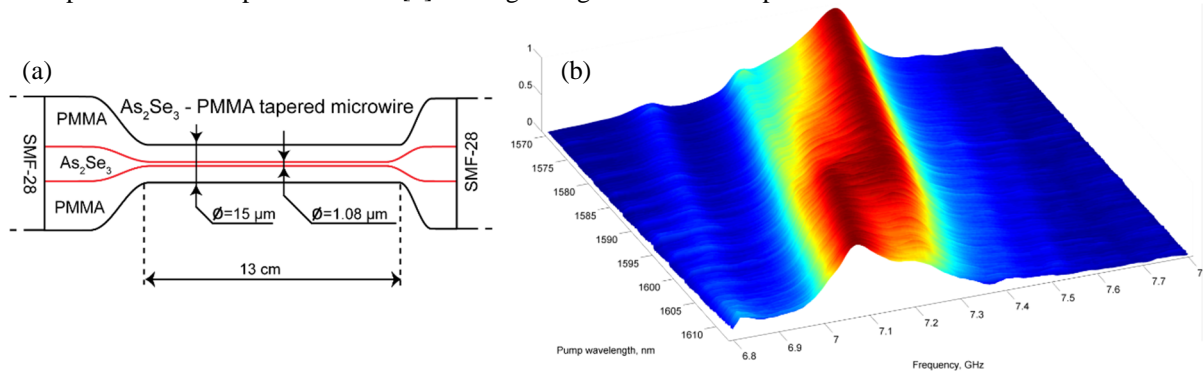 (a)
As2Se3 - PMMA tapered microwire
PMMA
SMF-28
As2Se3
SMF-28
PMMA
Ø=15 µm
Ø=1.08 µm
13 cm
(b)
1
0.5
0
1570
1575
1580
1585
1590
1595
1600
1605
1610
Pump wavelength, nm
6.8
6.9
7
7.1
7.2
7.3
7.4
7.5
7.6
7.7
Frequency, GHz